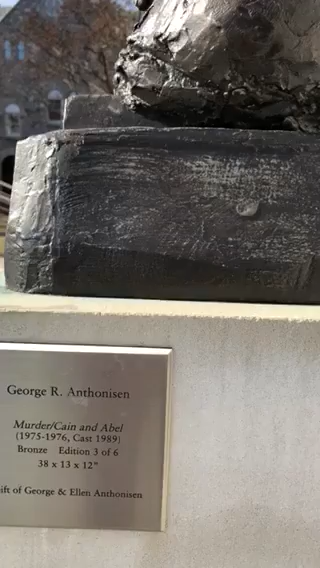 George R. Anthonisen
Murder/Cain and Abel
(1975-1976, Cast 1989)
Bronze Edition 3 of 6
38 x 13 x 12"
ift of George & Ellen Anthonisen